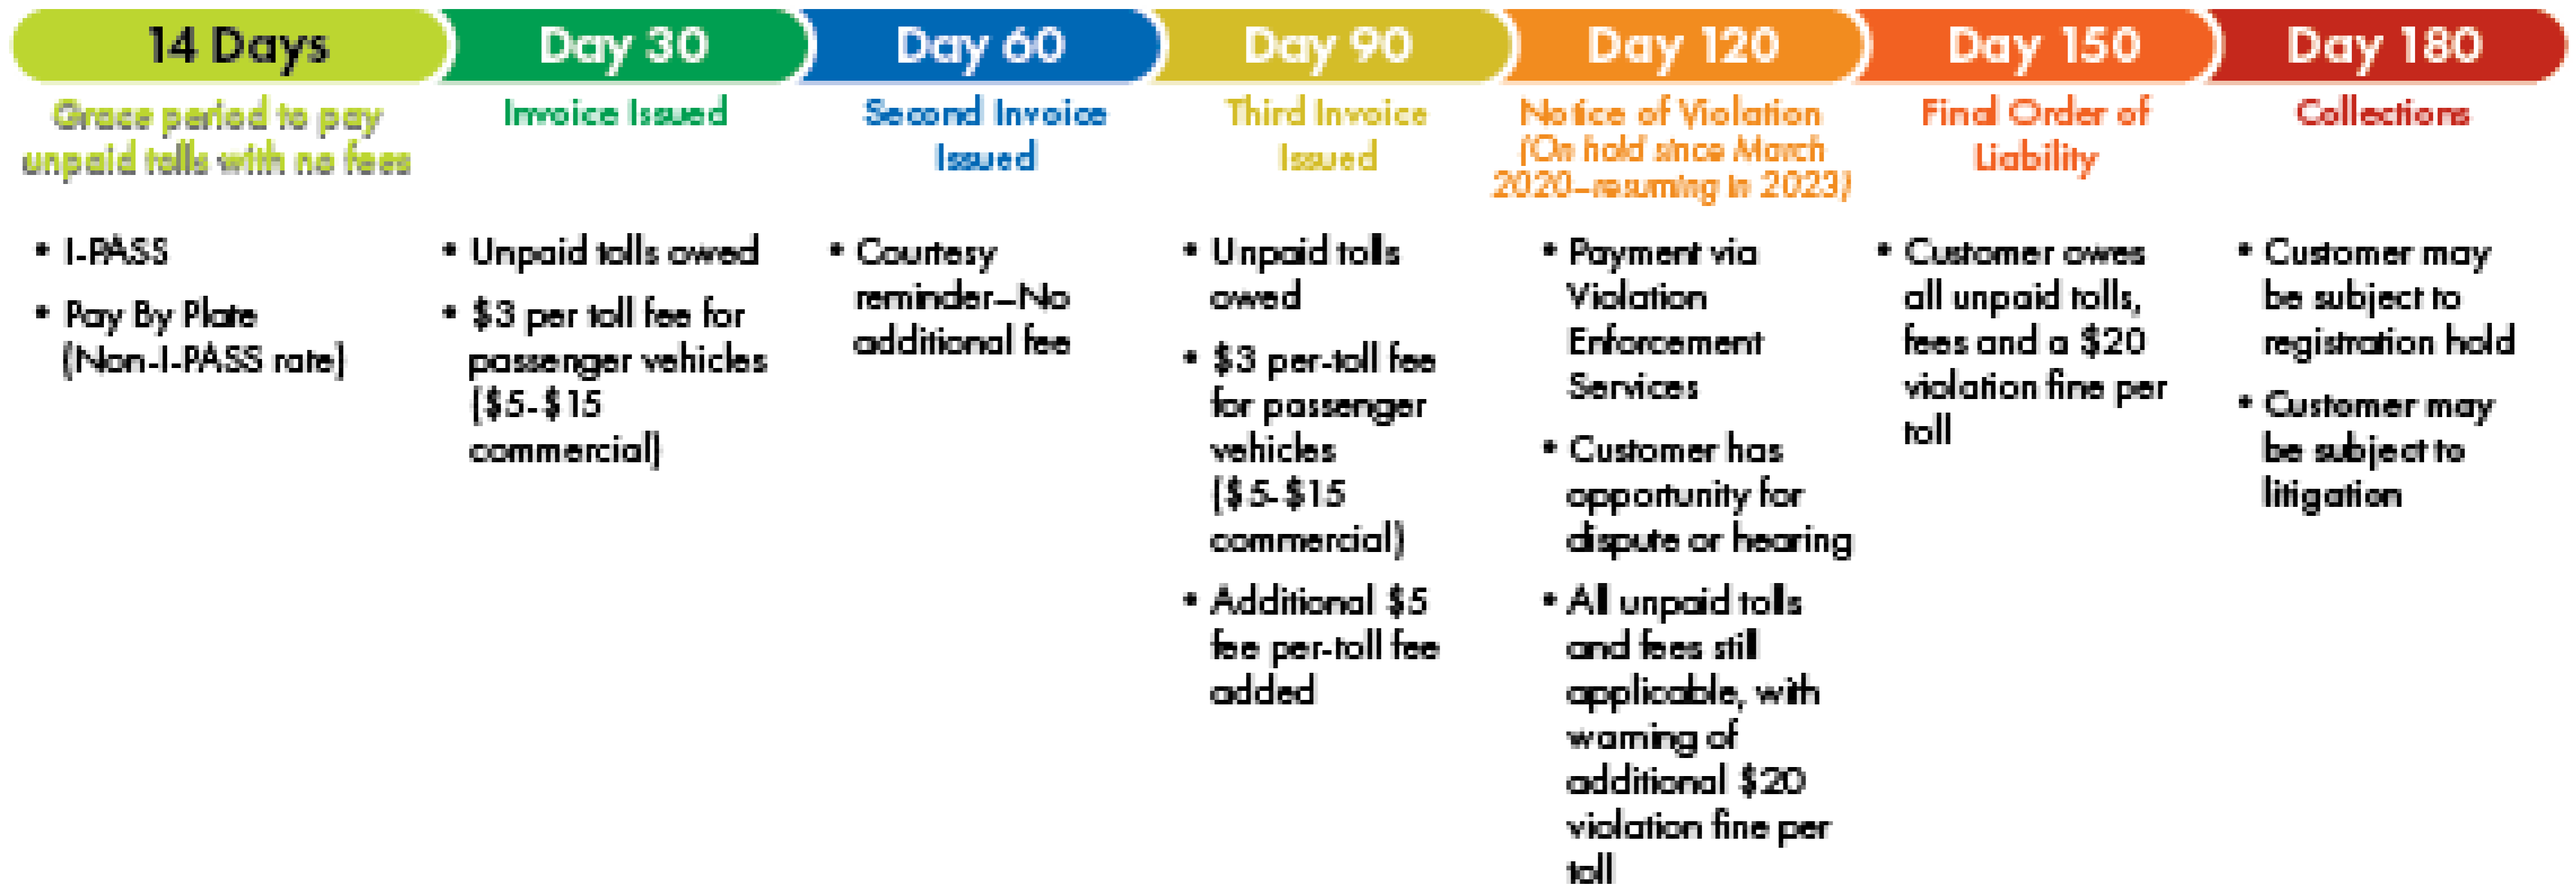 14 Days
Grace period to pay
unpaid tolls with no fees
• I-PASS
• Pay By Plate
(Non-I-PASS rate)
Day 30
Invoice Issued
• Unpaid tolls owed
• $3 per toll fee for
passenger vehicles
($5-$15
commercial)
Day 60
Second Invoice
Issued
• Courtesy
reminder–No
additional fee
Day 90
Third Invoice
Issued
• Unpaid tolls
owed
• $3 per-toll fee
for passenger
vehicles
($5-$15
commercial)
• Additional $5
fee per-toll fee
added
Day 120
Notice of Violation
(On hold since March
2020–resuming in 2023)
• Payment via
Violation
Enforcement
Services
• Customer has
opportunity for
dispute or hearing
• All unpaid tolls
and fees still
applicable, with
warning of
additional $20
violation fine per
toll
Day 150
Final Order of
Liability
• Customer owes
all unpaid tolls,
fees and a $20
violation fine per
toll
Day 180
Collections
• Customer may
be subject to
registration hold
• Customer may
be subject to
litigation